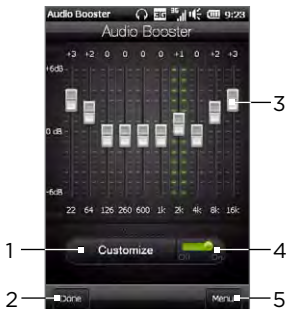 Audio Booster 9:23
Audio Booster
+3 +2 0 0 0 0 +1 0 +2 +3
+6dB
3
0 dB
-6dB
22 64 126 260 600 1k 2k 4k 8k 16k
1 Customize Off On 4
2 Done Menu 5